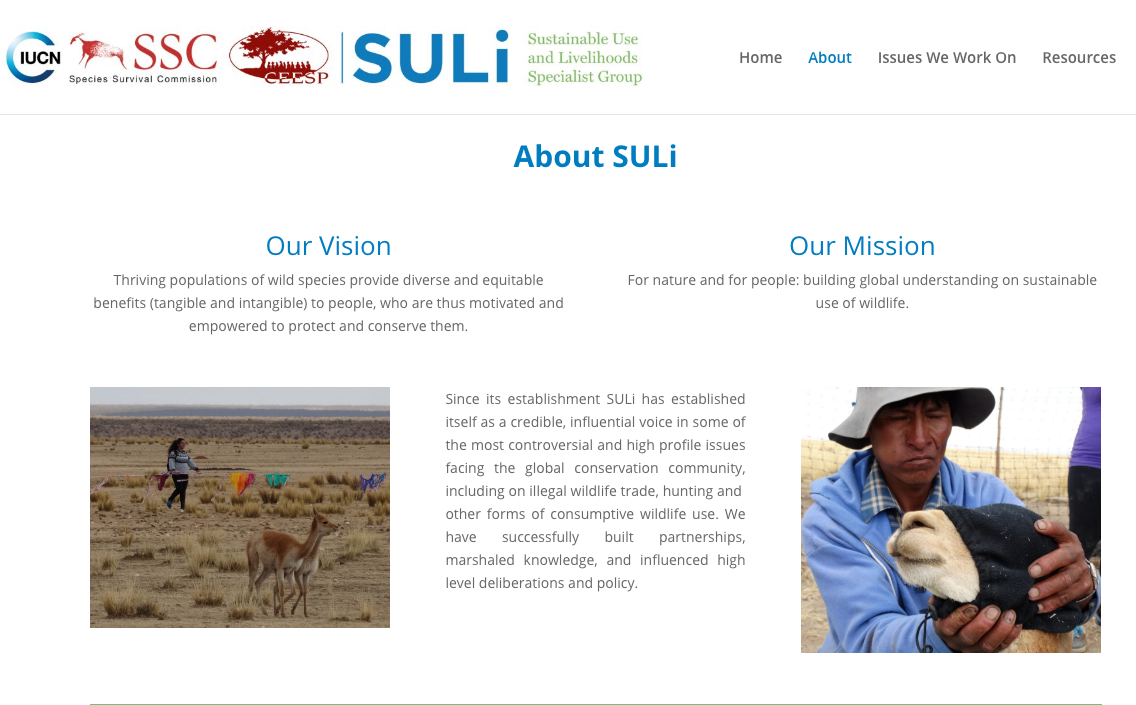 IUCN
SSC
Species Survival Commission
CEESP
SULi
Sustainable Use
and Livelihoods
Specialist Group
Home About Issues We Work On Resources
About SULi
Our Vision
Thriving populations of wild species provide diverse and equitable
benefits (tangible and intangible) to people, who are thus motivated and
empowered to protect and conserve them.
Our Mission
For nature and for people: building global understanding on sustainable
use of wildlife.
Since its establishment SULi has established
itself as a credible, influential voice in some of
the most controversial and high profile issues
facing the global conservation community,
including on illegal wildlife trade, hunting and
other forms of consumptive wildlife use. We
have successfully built partnerships,
marshaled knowledge, and influenced high
level deliberations and policy.